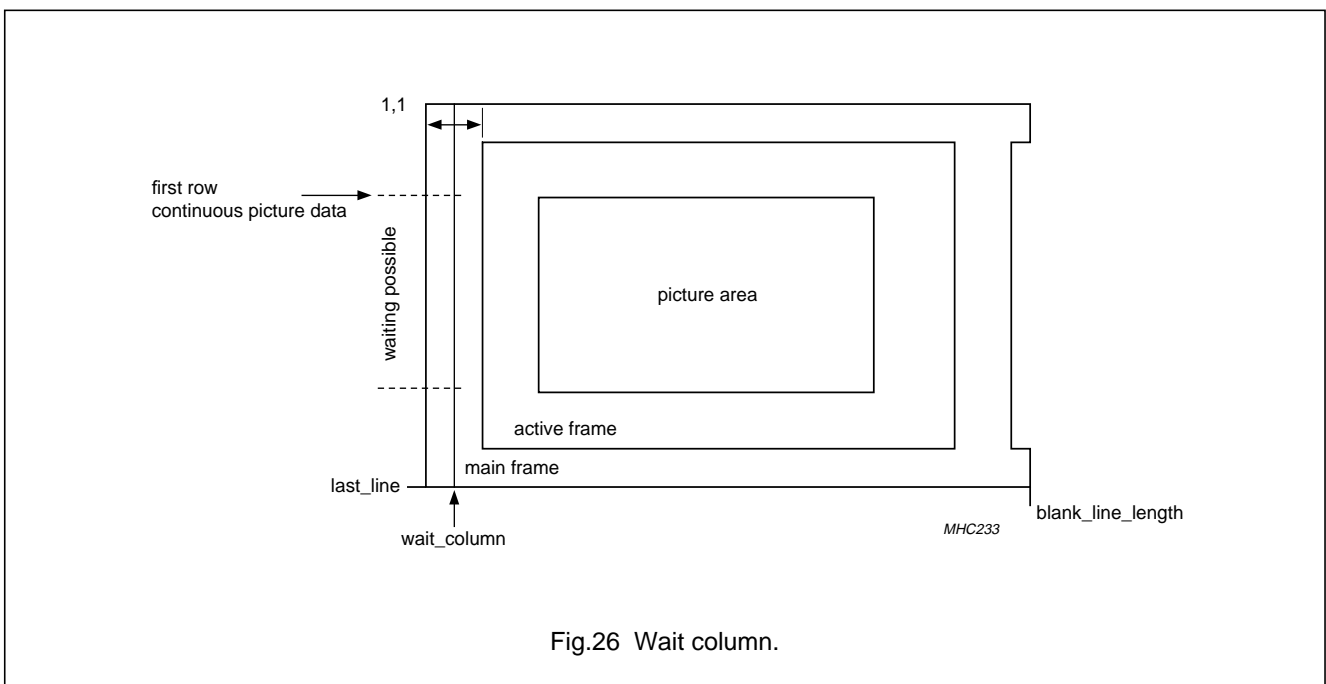 1,1
first row
continuous picture data
waiting possible
picture area
active frame
main frame
last_line
wait_column
blank_line_length
MHC233
Fig.26 Wait column.